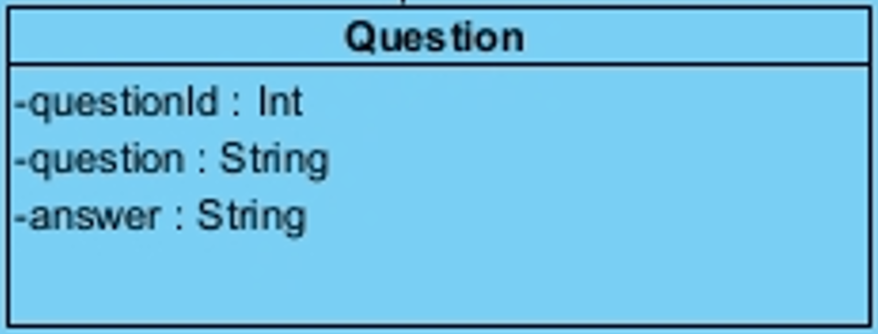 Question
-questionId : Int
-question : String
-answer : String